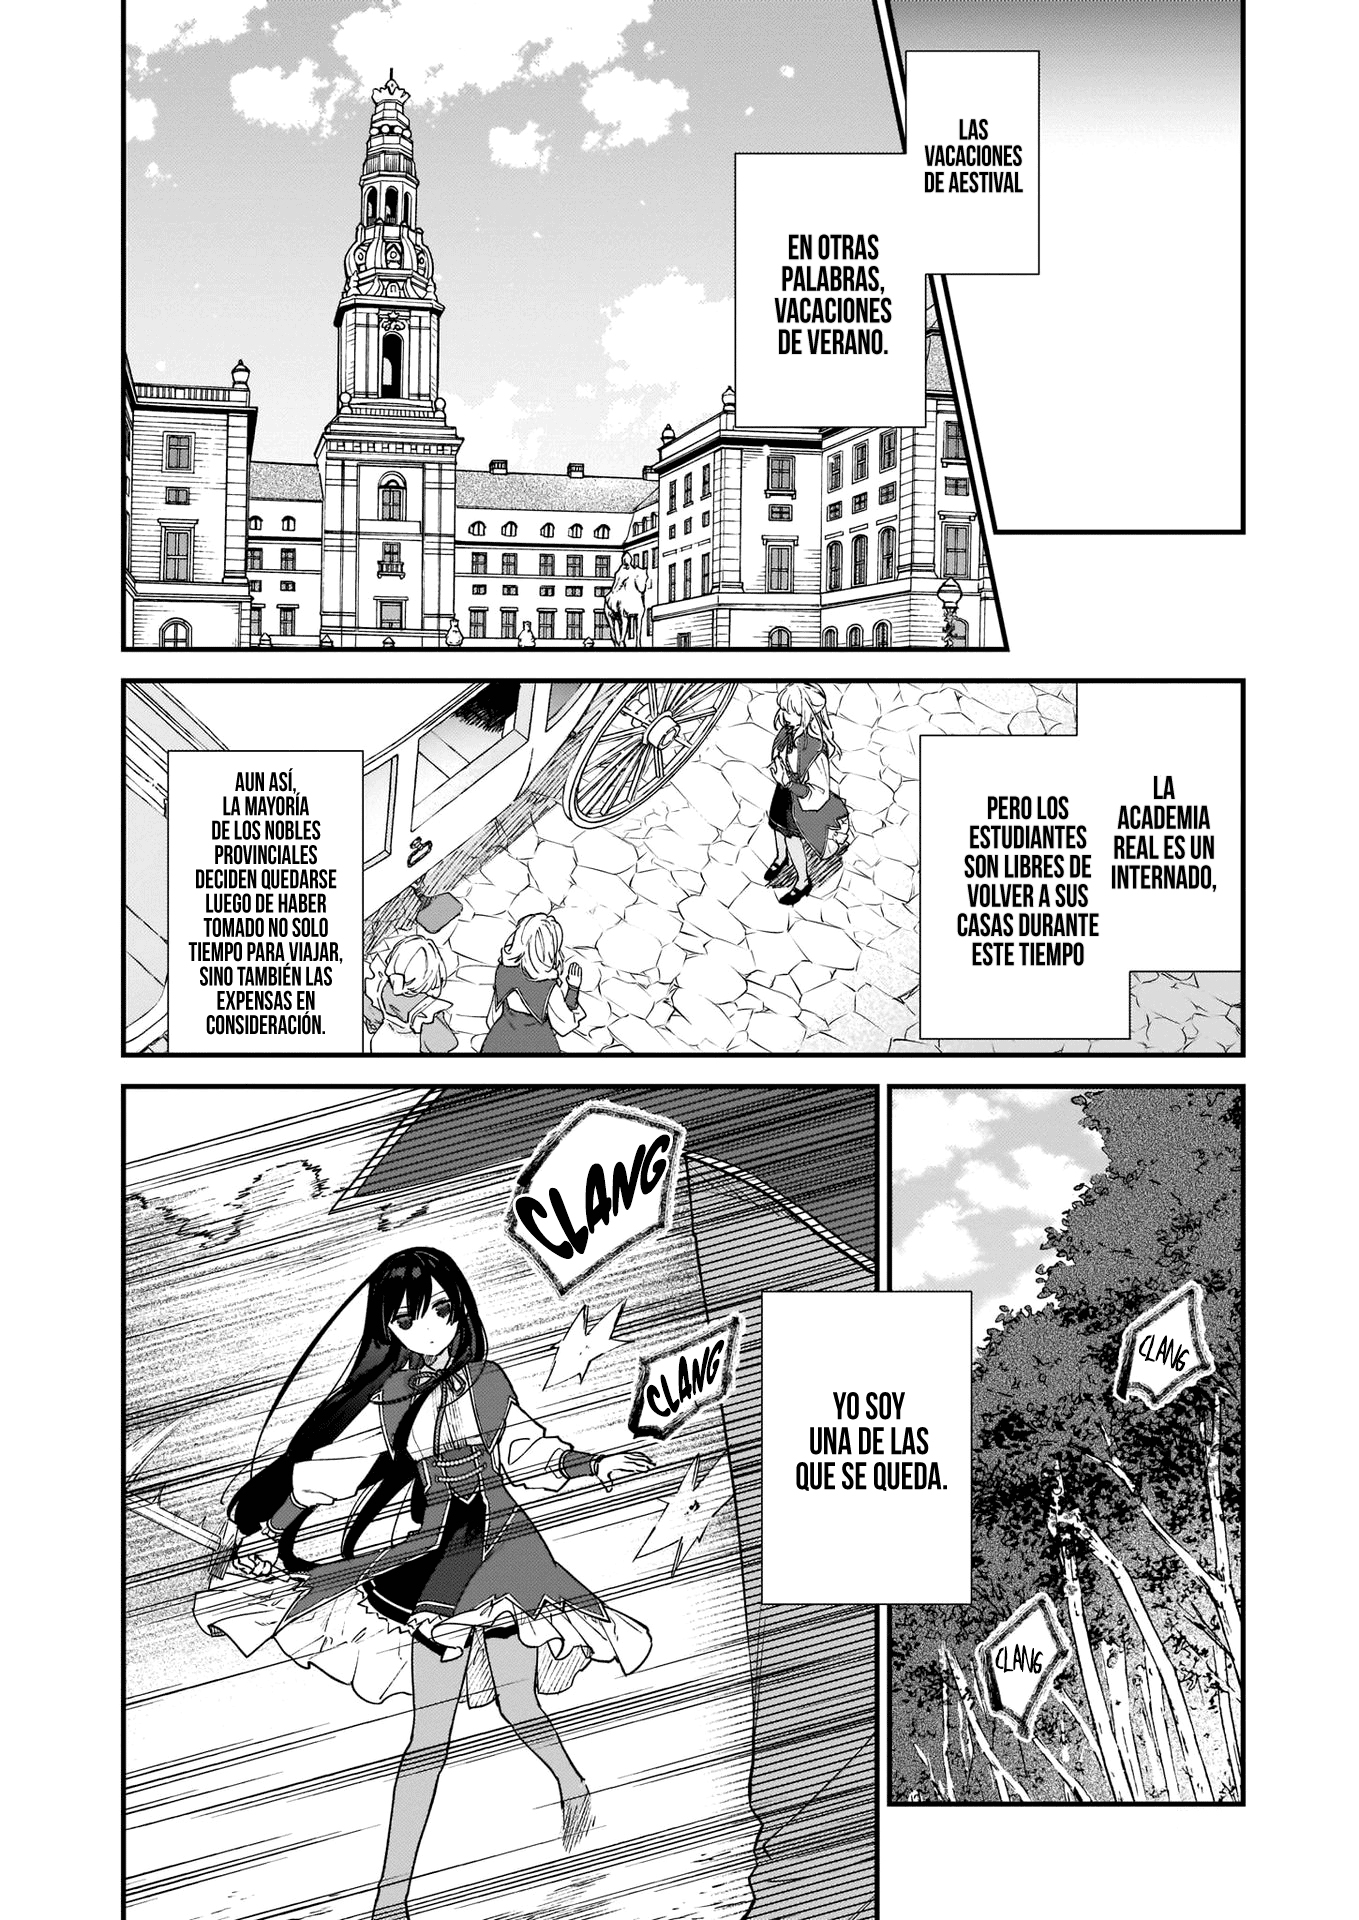 LAS
VACACIONES
DE AESTIVAL
EN OTRAS
PALABRAS,
VACACIONES
DE VERANO.
LA
ACADEMIA
REAL ES UN
INTERNADO,
PERO LOS
ESTUDIANTES
SON LIBRES DE
VOLVER A SUS
CASAS DURANTE
ESTE TIEMPO
AUN ASÍ,
LA MAYORÍA
DE LOS NOBLES
PROVINCIALES
DECIDEN QUEDARSE
LUEGO DE HABER
TOMADO NO SOLO
TIEMPO PARA VIAJAR,
SINO TAMBIÉN LAS
EXPENSAS EN
CONSIDERACIÓN.
CLANG
CLANG
YO SOY
UNA DE LAS
QUE SE QUEDA.
CLANG
CLANG